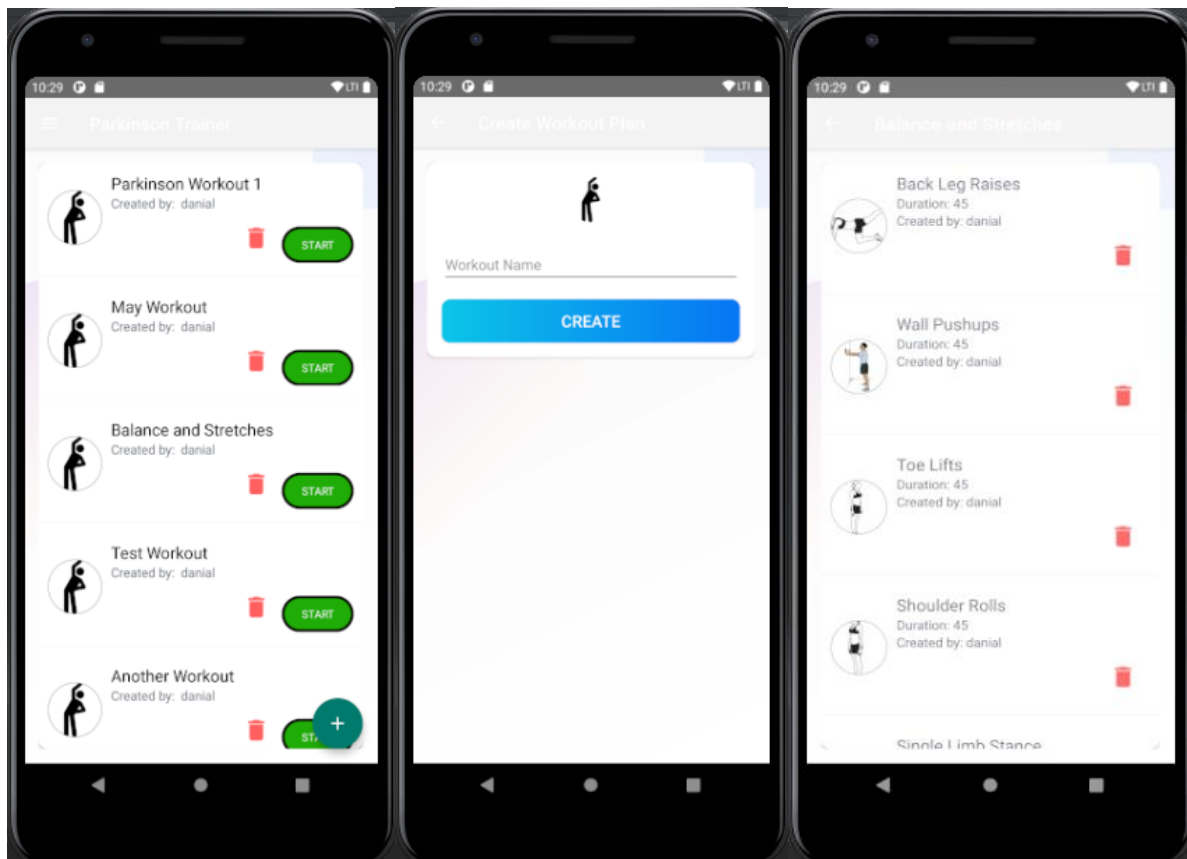 10:29 LTI
Parkinson Trainer
Parkinson Workout 1
Created by: danial
START
May Workout
Created by: danial
START
Balance and Stretches
Created by: danial
START
Test Workout
Created by: danial
START
Another Workout
Created by: danial
STA
+
10:29 LTI
Create Workout Plan
Workout Name
CREATE
10:29 LTI
Balance and Stretches
Back Leg Raises
Duration: 45
Created by: danial
Wall Pushups
Duration: 45
Created by: danial
Toe Lifts
Duration: 45
Created by: danial
Shoulder Rolls
Duration: 45
Created by: danial
Single Limb Stance